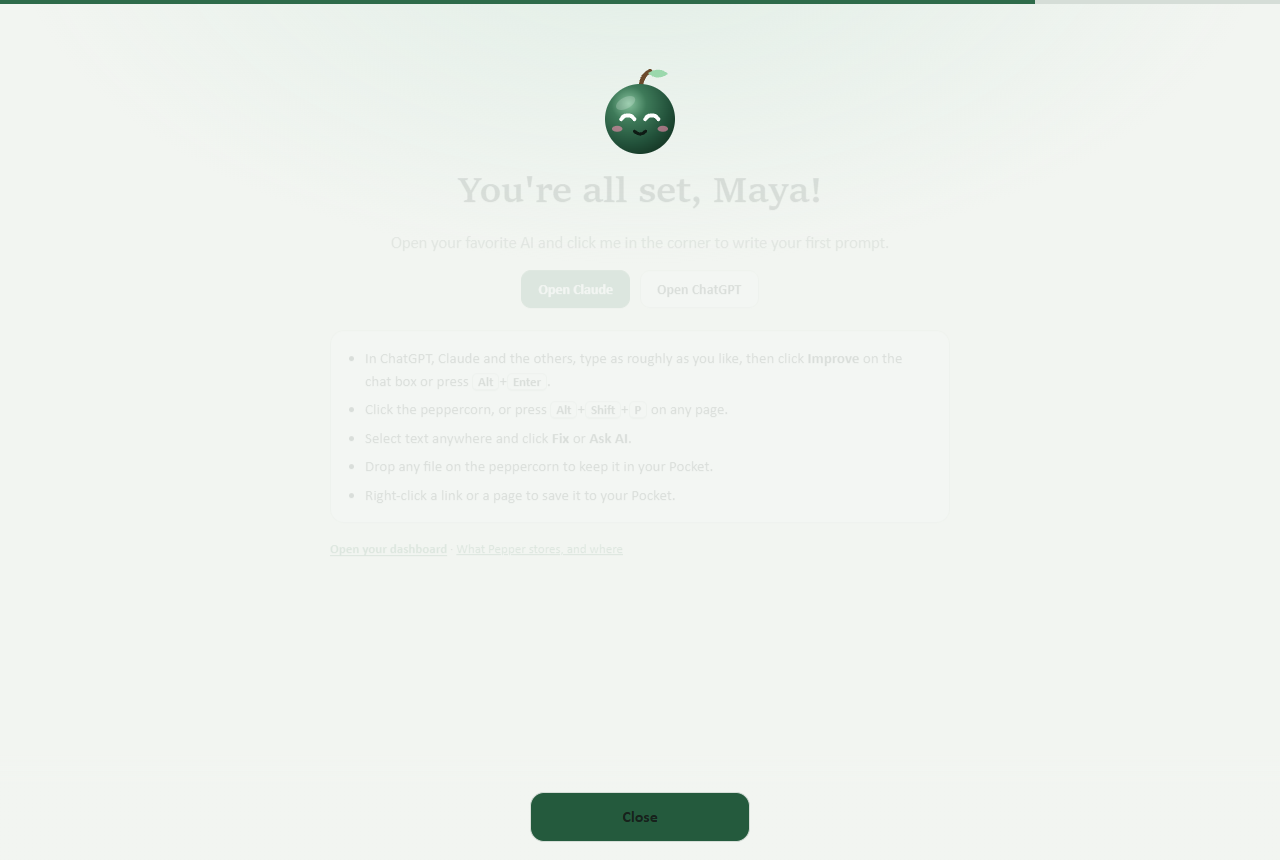 You're all set, Maya!
Open your favorite AI and click me in the corner to write your first prompt.
Open Claude
Open ChatGPT
• In ChatGPT, Claude and the others, type as roughly as you like, then click Improve on the
chat box or press Alt + Enter.
• Click the peppercorn, or press Alt + Shift + P on any page.
• Select text anywhere and click Fix or Ask AI.
• Drop any file on the peppercorn to keep it in your Pocket.
• Right-click a link or a page to save it to your Pocket.
Open your dashboard · What Pepper stores, and where
Close